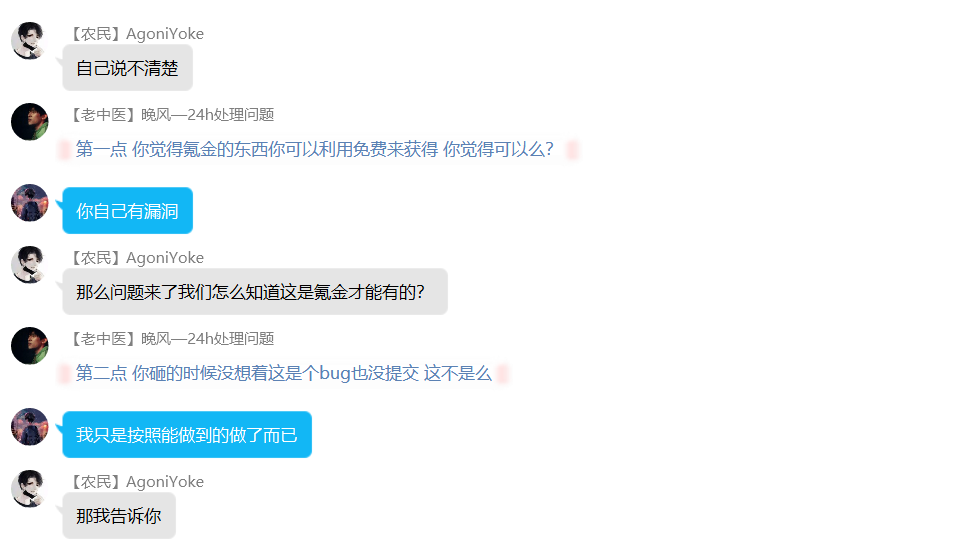 【农民】AgoniYoke
自己说不清楚
【老中医】晚风—24h处理问题
第一点 你觉得氪金的东西你可以利用免费来获得 你觉得可以么？
你自己有漏洞
【农民】AgoniYoke
那么问题来了我们怎么知道这是氪金才能有的？
【老中医】晚风—24h处理问题
第二点 你砸的时候没想着这是个bug也没提交 这不是么
我只是按照能做到的做了而已
【农民】AgoniYoke
那我告诉你